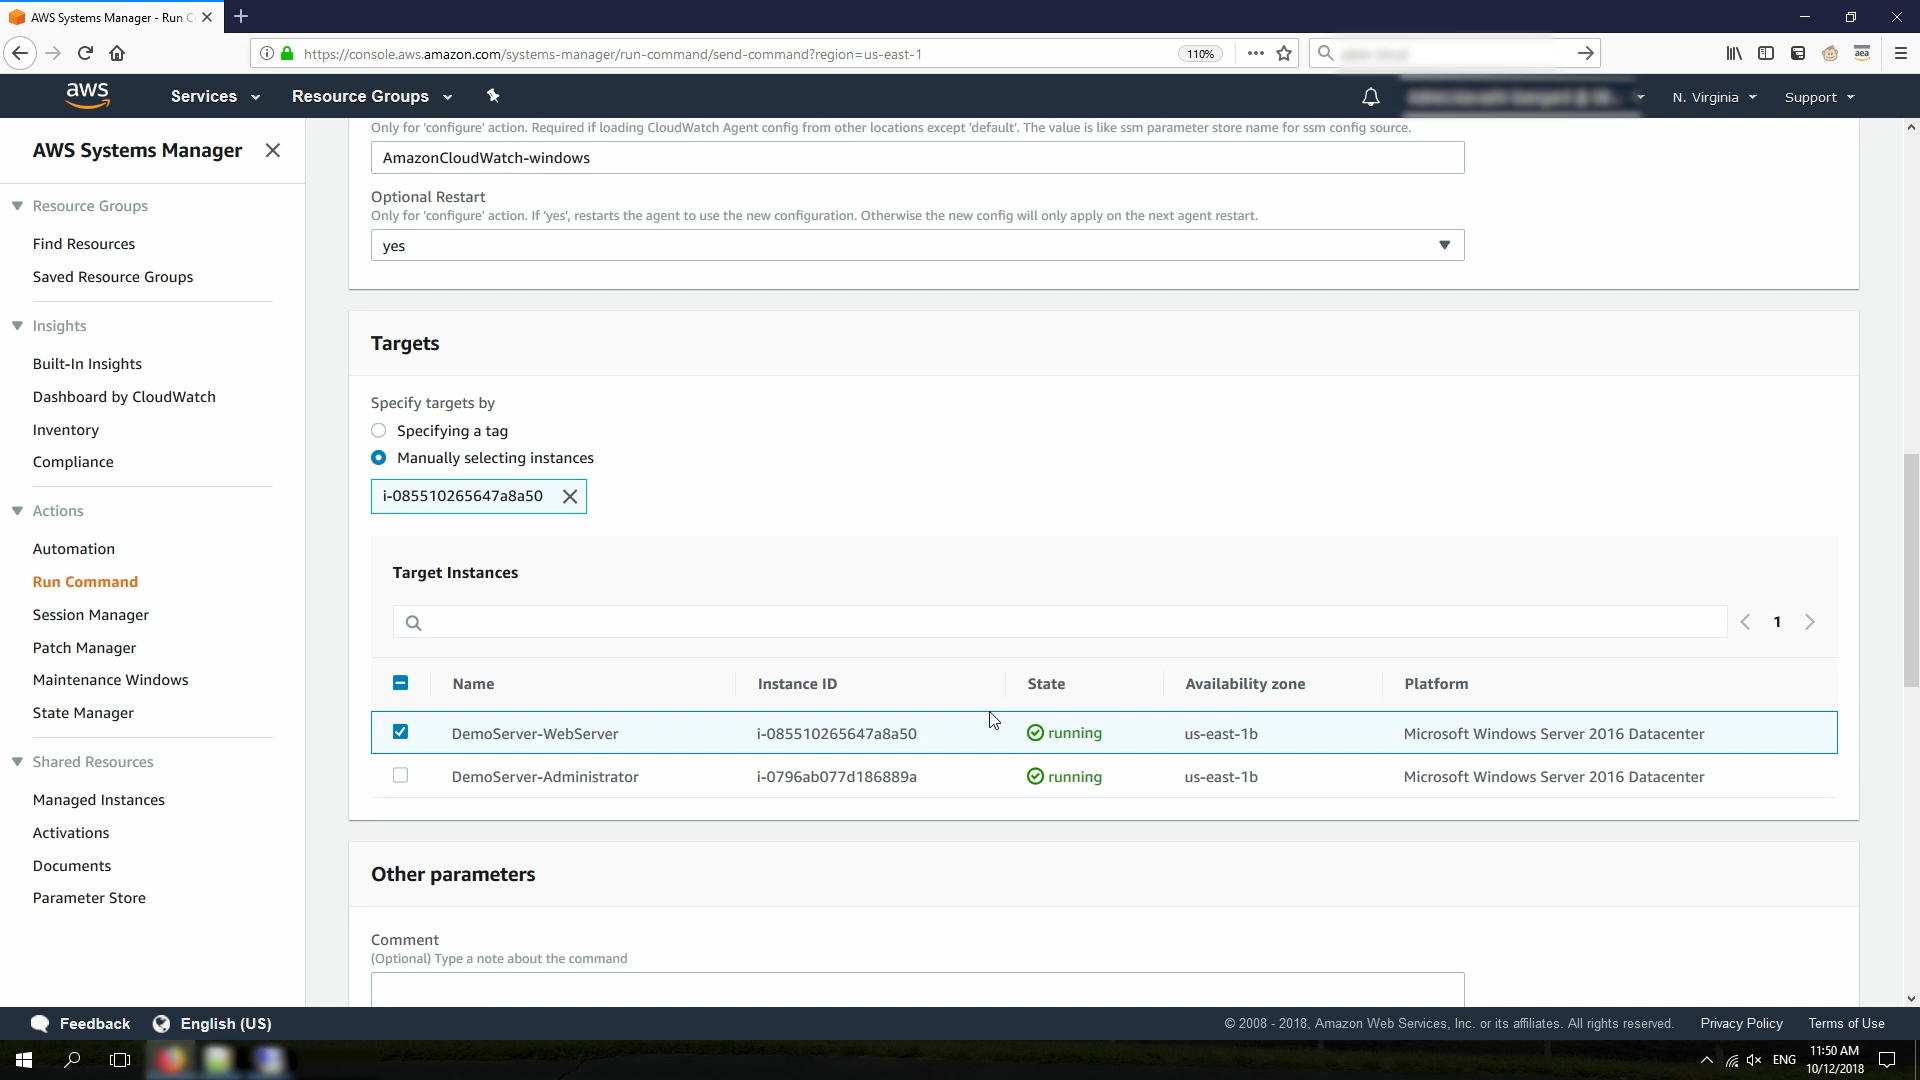 AWS Systems Manager - Run C
https://console.aws.amazon.com/systems-manager/run-command/send-command?region=us-east-1
110%
aea
aws
Services
Resource Groups
N. Virginia
Support
AWS Systems Manager
Resource Groups
Find Resources
Saved Resource Groups
Insights
Built-In Insights
Dashboard by CloudWatch
Inventory
Compliance
Actions
Automation
Run Command
Session Manager
Patch Manager
Maintenance Windows
State Manager
Shared Resources
Managed Instances
Activations
Documents
Parameter Store
Only for 'configure' action. Required if loading CloudWatch Agent config from other locations except 'default'. The value is like ssm parameter store name for ssm config source.
AmazonCloudWatch-windows
Optional Restart
Only for 'configure' action. If 'yes', restarts the agent to use the new configuration. Otherwise the new config will only apply on the next agent restart.
yes
Targets
Specify targets by
Specifying a tag
Manually selecting instances
i-085510265647a8a50
Target Instances
1
Name Instance ID State Availability zone Platform
DemoServer-WebServer i-085510265647a8a50 running us-east-1b Microsoft Windows Server 2016 Datacenter
DemoServer-Administrator i-0796ab077d186889a running us-east-1b Microsoft Windows Server 2016 Datacenter
Other parameters
Comment
(Optional) Type a note about the command
Feedback
English (US)
© 2008 - 2018, Amazon Web Services, Inc. or its affiliates. All rights reserved.
Privacy Policy
Terms of Use
ENG
11:50 AM
10/12/2018